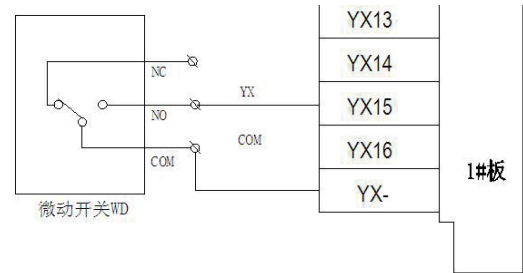 YX13
NC
YX14
YX
NO
YX15
COM
COM
YX16
YX-
1#板
微动开关WD